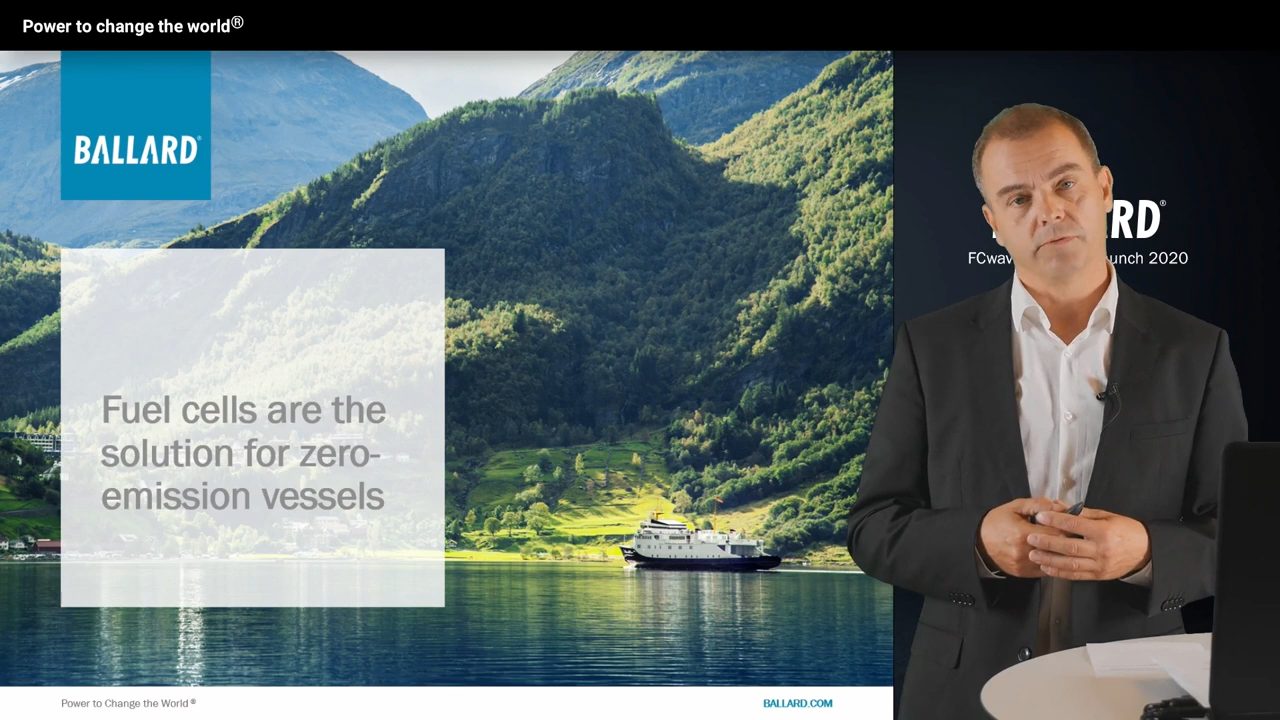 Power to change the world®
BALLARD®
RD®
FCwav unch 2020
Fuel cells are the
solution for zero-
emission vessels
Power to Change the World®
BALLARD.COM